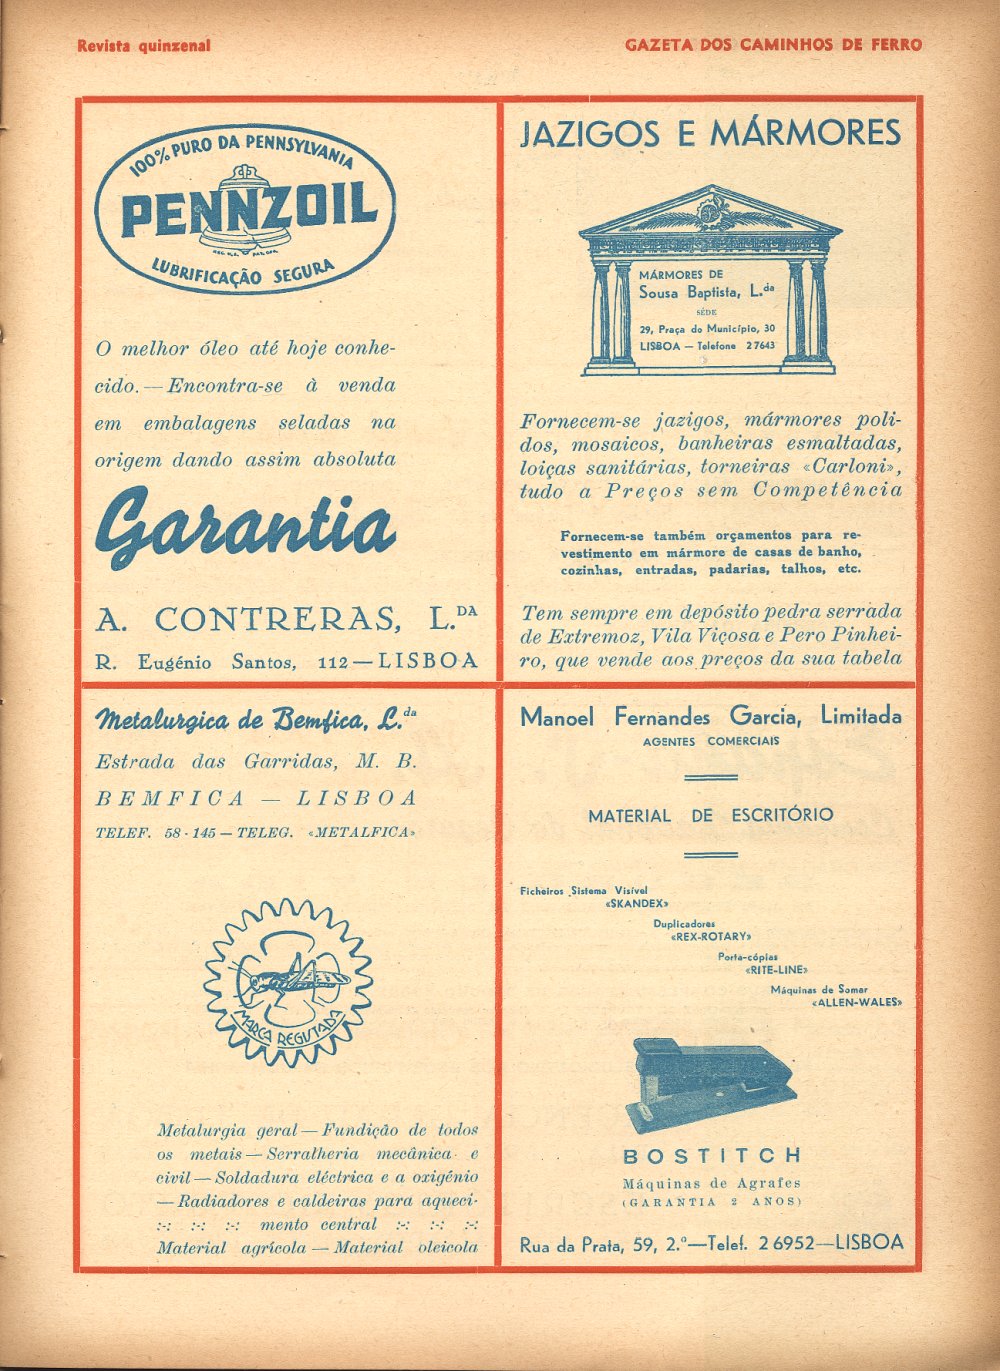 Revista quinzenal
GAZETA DOS CAMINHOS DE FERRO
100% PURO DA PENNSYLVANIA
PENNZOIL
LUBRIFICAÇÃO SEGURA
O melhor óleo até hoje conhe-
cido.—Encontra-se à venda
em embalagens seladas na
origem dando assim absoluta
Garantia
A. CONTRERAS, L.DA
R. Eugénio Santos, 112—LISBOA
JAZIGOS E MÁRMORES
MÁRMORES DE
Sousa Baptista, L.da
SÉDE
29, Praça do Município, 30
LISBOA — Telefone 27643
Fornecem-se jazigos, mármores poli-
dos, mosaicos, banheiras esmaltadas,
loiças sanitárias, torneiras «Carloni»,
tudo a Preços sem Competência
Fornecem-se também orçamentos para re-
vestimento em mármore de casas de banho,
cozinhas, entradas, padarias, talhos, etc.
Tem sempre em depósito pedra serrada
de Extremoz, Vila Viçosa e Pero Pinhei-
ro, que vende aos preços da sua tabela
Metalurgica de Bemfica, L.da
Estrada das Garridas, M. B.
BEMFICA — LISBOA
TELEF. 58-145 — TELEG. «METALFICA»
MARCA REGISTADA
Metalurgia geral — Fundição de todos
os metais — Serralheria mecânica e
civil — Soldadura eléctrica e a oxigénio
— Radiadores e caldeiras para aqueci-
:-: :-: :-: mento central :-: :-: :-:
Material agrícola — Material oleicola
Manoel Fernandes Garcia, Limitada
AGENTES COMERCIAIS
MATERIAL DE ESCRITÓRIO
Ficheiros Sistema Visível
«SKANDEX»
Duplicadores
«REX-ROTARY»
Porta-cópias
«RITE-LINE»
Máquinas de Somar
«ALLEN-WALES»
BOSTITCH
Máquinas de Agrafes
(GARANTIA 2 ANOS)
Rua da Prata, 59, 2.º—Telef. 26952—LISBOA